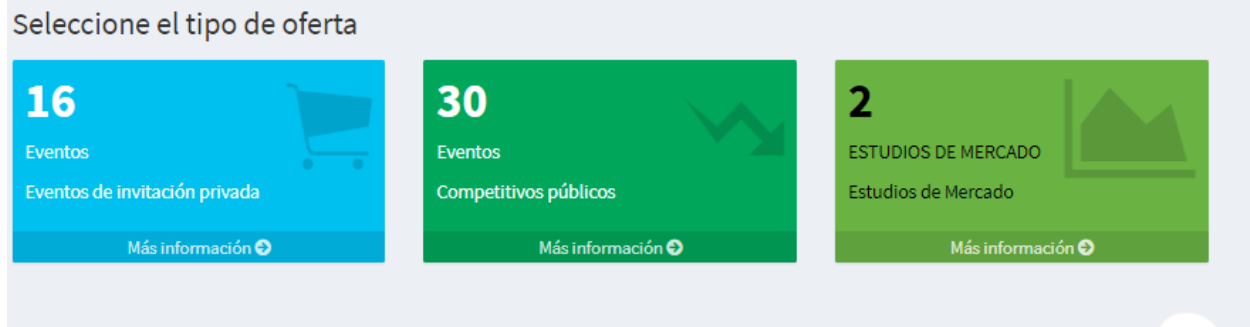 Seleccione el tipo de oferta
16
Eventos
Eventos de invitación privada
Más información
30
Eventos
Competitivos públicos
Más información
2
ESTUDIOS DE MERCADO
Estudios de Mercado
Más información